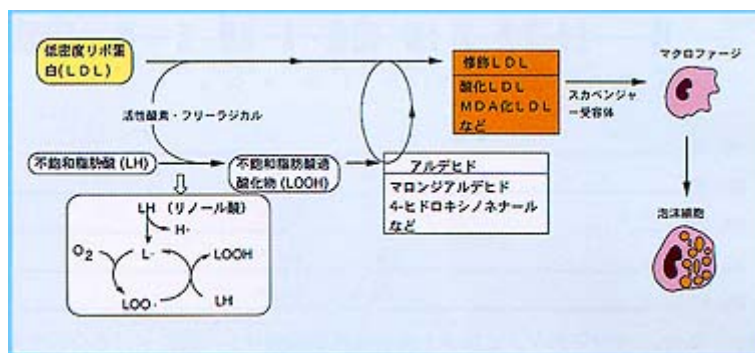 低密度リポ蛋
白(LDL)
活性酸素・フリーラジカル
不飽和脂肪酸(LH)
不飽和脂肪酸過
酸化物(LOOH)
修飾LDL
酸化LDL
MDA化LDL
など
スカベンジャ
ー受容体
マクロファージ
アルデヒド
マロンジアルデヒド
4-ヒドロキシノネナール
など
泡沫細胞
LH (リノール酸)
H・
O2
L・
LOOH
LOO・
LH